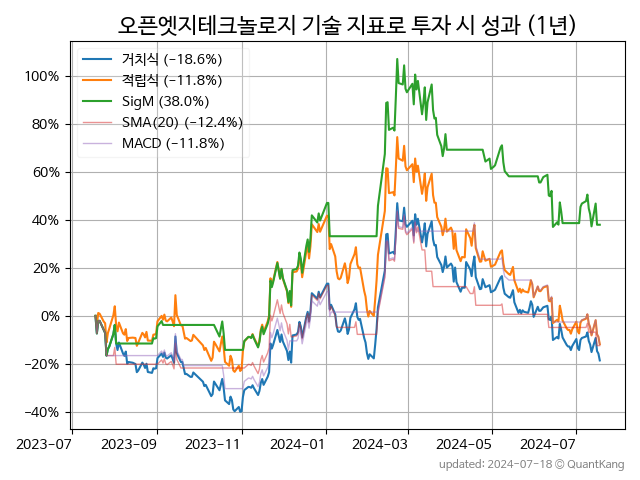 오픈엣지테크놀로지 기술 지표로 투자 시 성과 (1년)
거치식 (−18.6%)
적립식 (−11.8%)
SigM (38.0%)
SMA(20) (−12.4%)
MACD (−11.8%)
100%
80%
60%
40%
20%
0%
−20%
−40%
2023-07 2023-09 2023-11 2024-01 2024-03 2024-05 2024-07
updated: 2024-07-18 © QuantKang